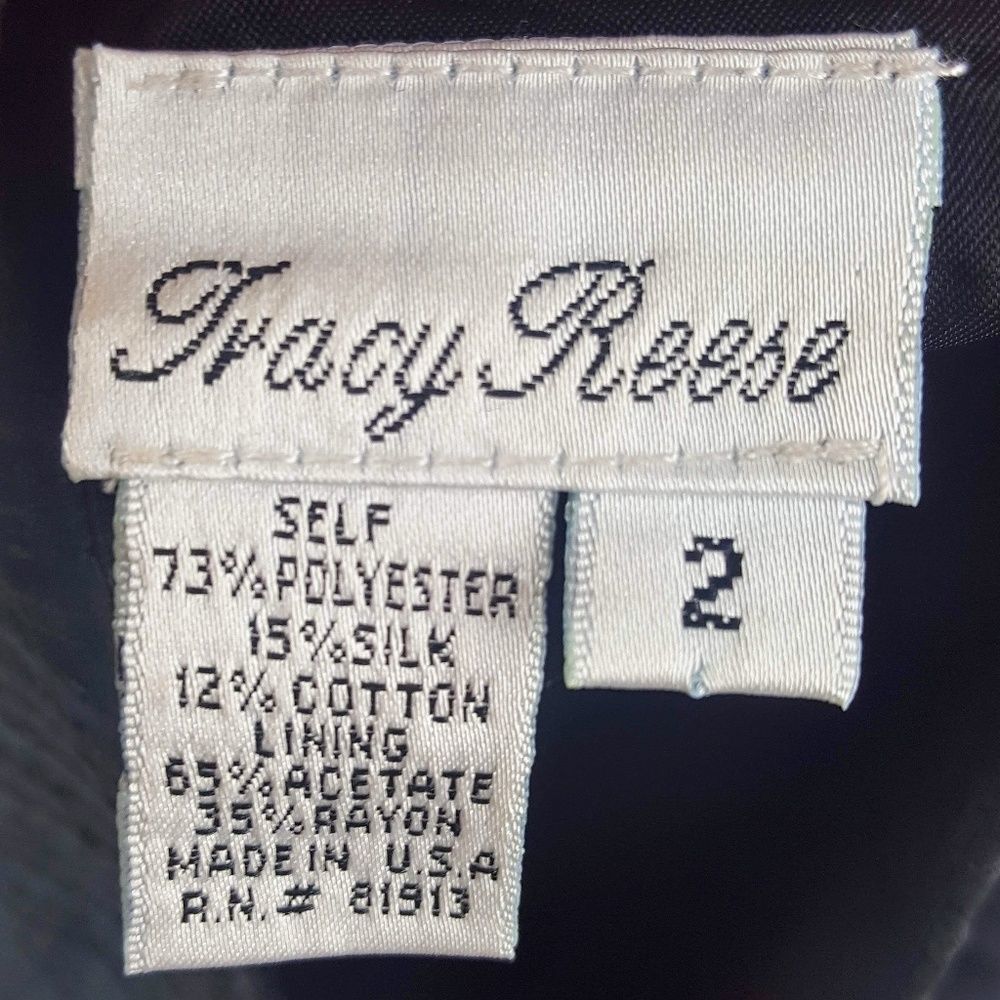 Tracy Reese
SELF
73% POLYESTER
15% SILK
12% COTTON
LINING
65% ACETATE
35% RAYON
MADE IN U.S.A
R.N. # 81913
2